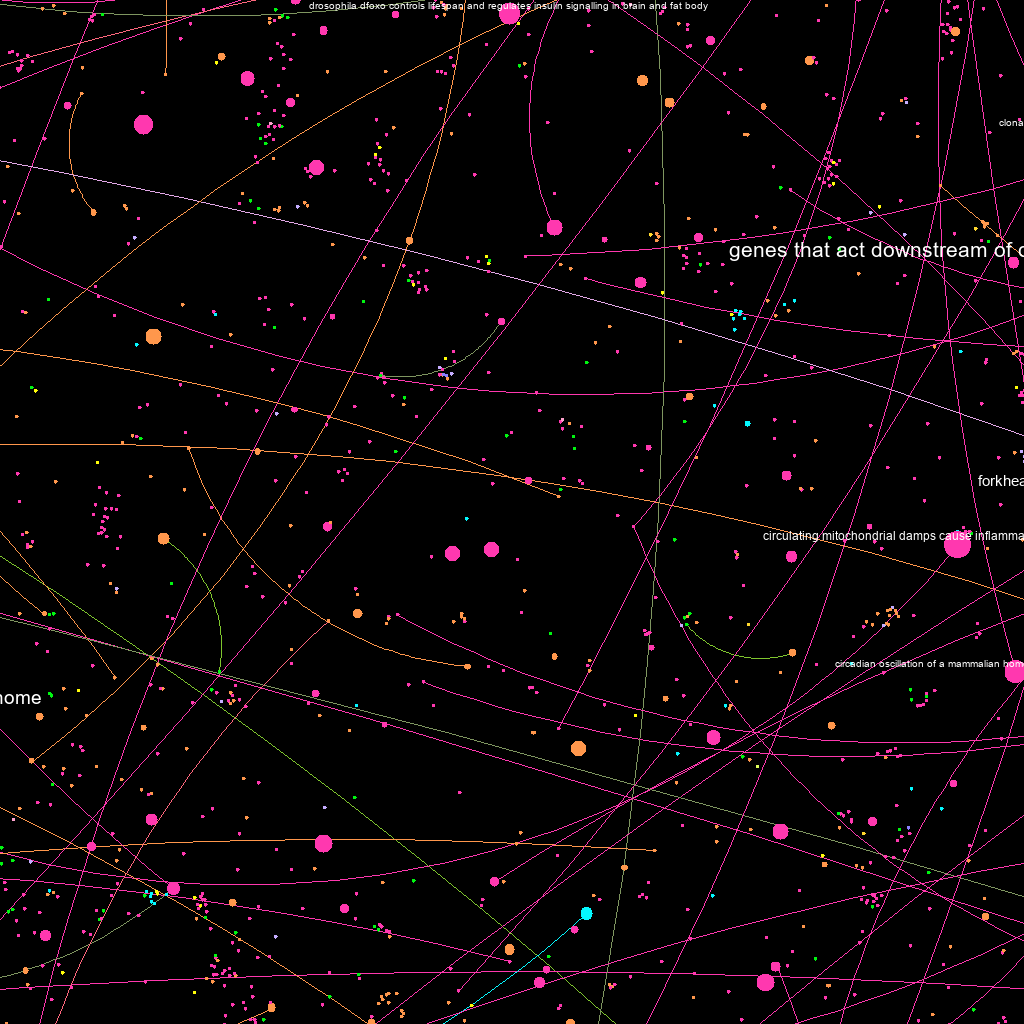 drosophila dfoxo controls lifespan and regulates insulin signalling in brain and fat body
clona
genes that act downstream of
forkhea
circulating mitochondrial damps cause inflamma
circadian oscillation of a mammalian hom
nome